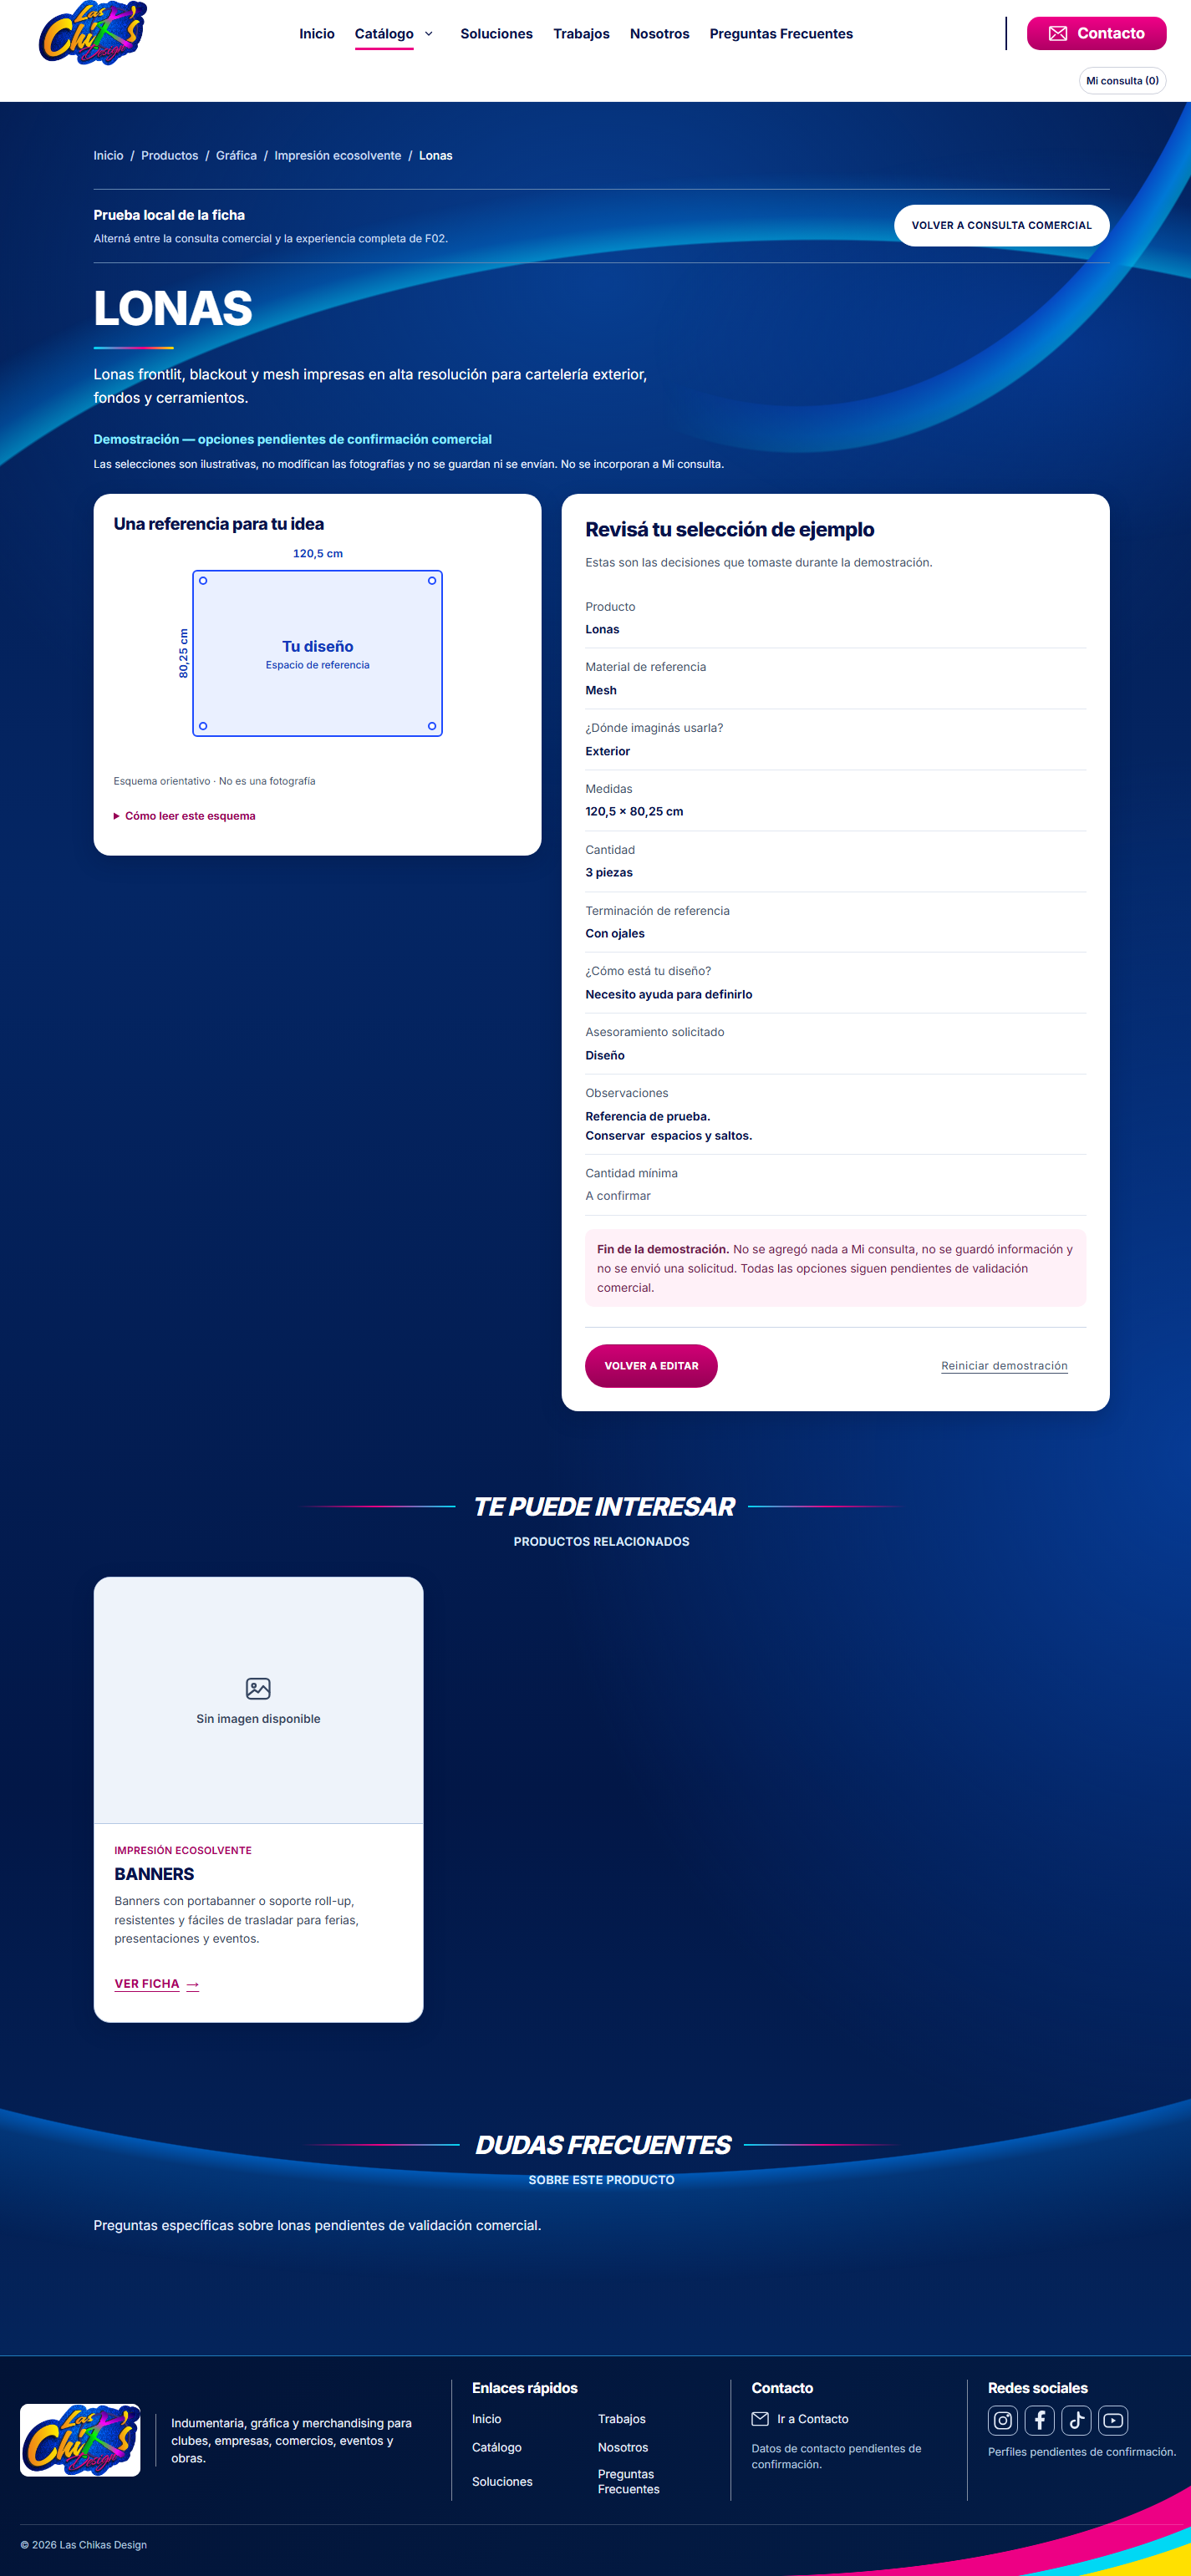 Las
Chikas
Design
Inicio
Catálogo
Soluciones
Trabajos
Nosotros
Preguntas Frecuentes
Contacto
Mi consulta (0)
Inicio / Productos / Gráfica / Impresión ecosolvente / Lonas
Prueba local de la ficha
Alterná entre la consulta comercial y la experiencia completa de F02.
VOLVER A CONSULTA COMERCIAL
LONAS
Lonas frontlit, blackout y mesh impresas en alta resolución para cartelería exterior,
fondos y cerramientos.
Demostración — opciones pendientes de confirmación comercial
Las selecciones son ilustrativas, no modifican las fotografías y no se guardan ni se envían. No se incorporan a Mi consulta.
Una referencia para tu idea
120,5 cm
80,25 cm
Tu diseño
Espacio de referencia
Esquema orientativo · No es una fotografía
Cómo leer este esquema
Revisá tu selección de ejemplo
Estas son las decisiones que tomaste durante la demostración.
Producto
Lonas
Material de referencia
Mesh
¿Dónde imaginás usarla?
Exterior
Medidas
120,5 × 80,25 cm
Cantidad
3 piezas
Terminación de referencia
Con ojales
¿Cómo está tu diseño?
Necesito ayuda para definirlo
Asesoramiento solicitado
Diseño
Observaciones
Referencia de prueba.
Conservar  espacios y saltos.
Cantidad mínima
A confirmar
Fin de la demostración. No se agregó nada a Mi consulta, no se guardó información y
no se envió una solicitud. Todas las opciones siguen pendientes de validación
comercial.
VOLVER A EDITAR
Reiniciar demostración
TE PUEDE INTERESAR
PRODUCTOS RELACIONADOS
Sin imagen disponible
IMPRESIÓN ECOSOLVENTE
BANNERS
Banners con portabanner o soporte roll-up,
resistentes y fáciles de trasladar para ferias,
presentaciones y eventos.
VER FICHA →
DUDAS FRECUENTES
SOBRE ESTE PRODUCTO
Preguntas específicas sobre lonas pendientes de validación comercial.
Las
Chikas
Design
Indumentaria, gráfica y merchandising para
clubes, empresas, comercios, eventos y
obras.
Enlaces rápidos
Inicio
Trabajos
Catálogo
Nosotros
Soluciones
Preguntas
Frecuentes
Contacto
Ir a Contacto
Datos de contacto pendientes de
confirmación.
Redes sociales
Perfiles pendientes de confirmación.
© 2026 Las Chikas Design